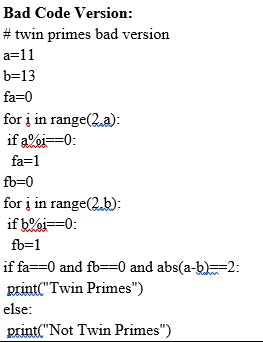 Bad Code Version:
# twin primes bad version
a=11
b=13
fa=0
for i in range(2,a):
 if a%i==0:
  fa=1
fb=0
for i in range(2,b):
 if b%i==0:
  fb=1
if fa==0 and fb==0 and abs(a-b)==2:
 print("Twin Primes")
else:
 print("Not Twin Primes")